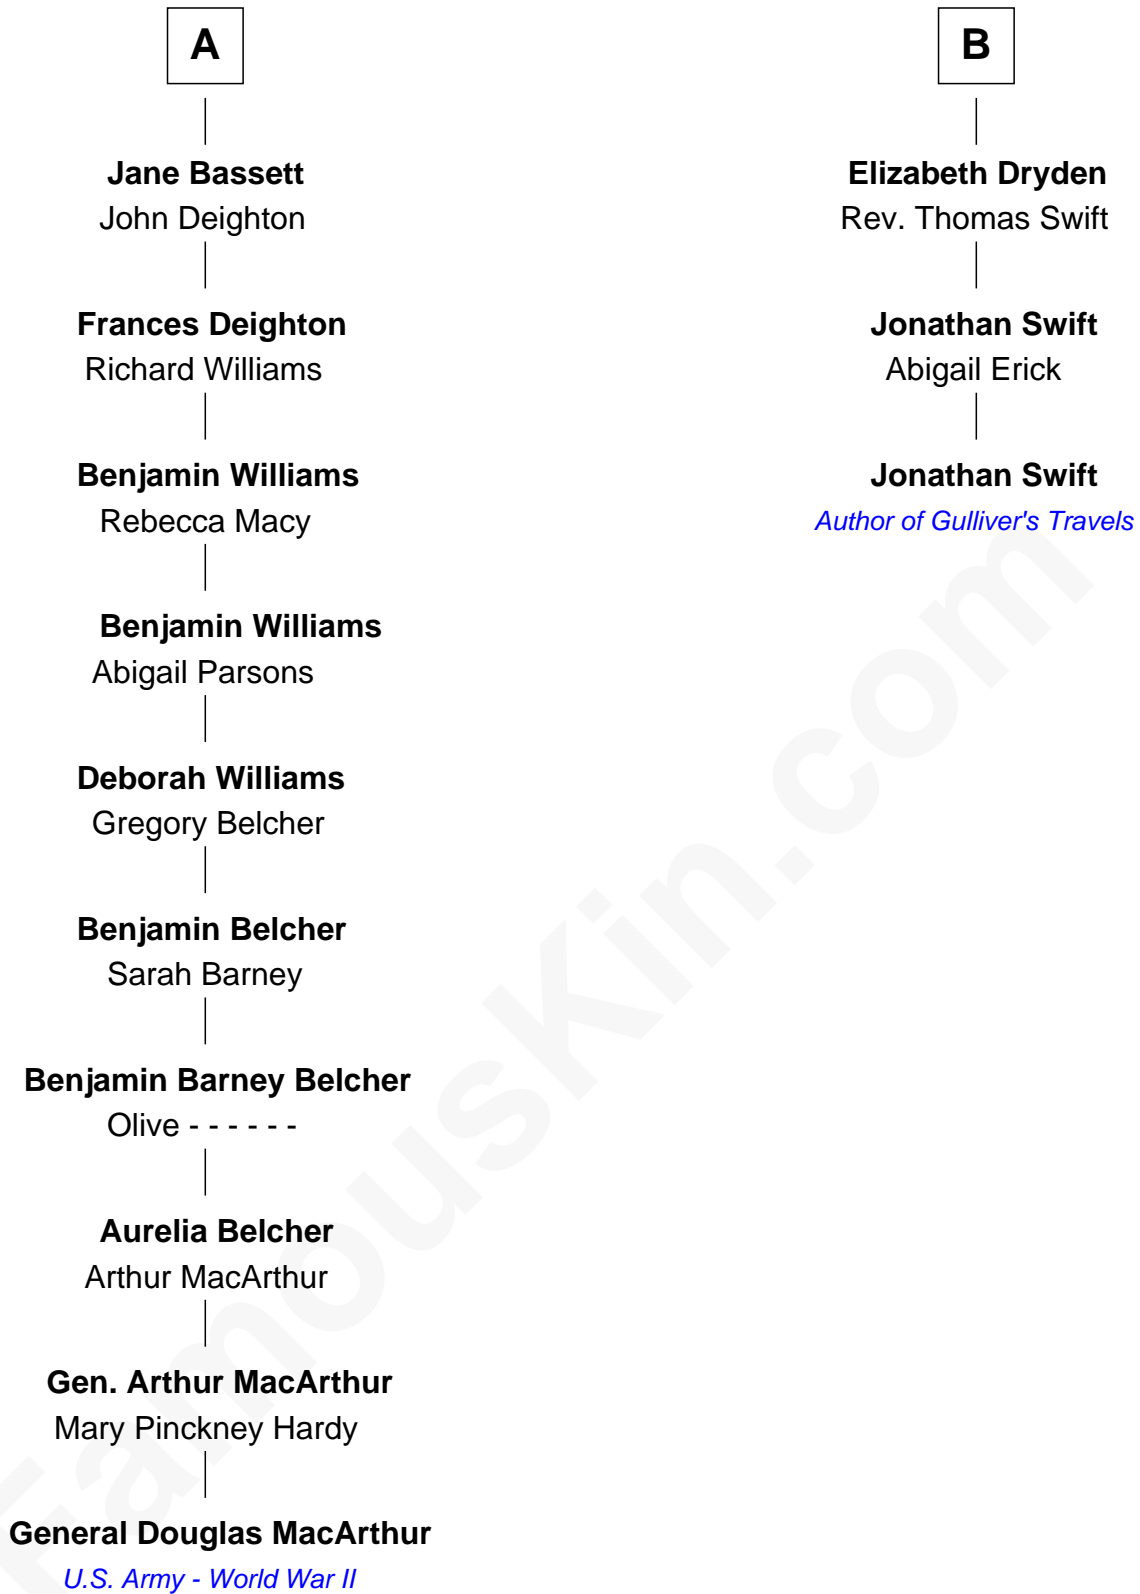 A
Jane Bassett
John Deighton
Frances Deighton
Richard Williams
Benjamin Williams
Rebecca Macy
Benjamin Williams
Abigail Parsons
Deborah Williams
Gregory Belcher
Benjamin Belcher
Sarah Barney
Benjamin Barney Belcher
Olive - - - - - -
Aurelia Belcher
Arthur MacArthur
Gen. Arthur MacArthur
Mary Pinckney Hardy
General Douglas MacArthur
U.S. Army - World War II
B
Elizabeth Dryden
Rev. Thomas Swift
Jonathan Swift
Abigail Erick
Jonathan Swift
Author of Gulliver's Travels
FamousKin.com